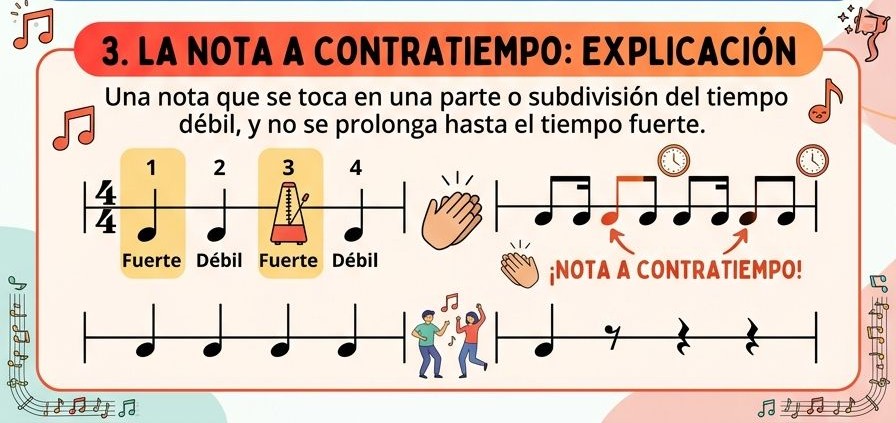 3. LA NOTA A CONTRATIEMPO: EXPLICACIÓN
Una nota que se toca en una parte o subdivisión del tiempo
débil, y no se prolonga hasta el tiempo fuerte.
1 2 3 4
4
4
Fuerte Débil Fuerte Débil
¡NOTA A CONTRATIEMPO!